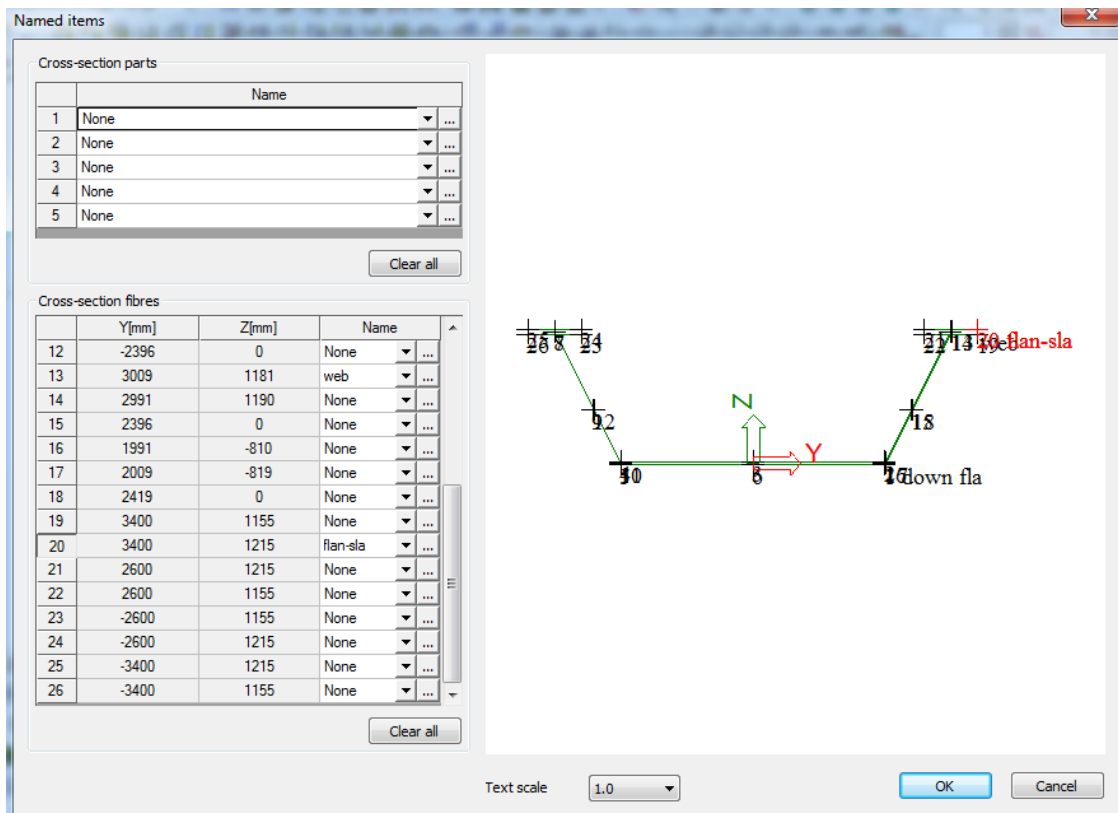 Named items
x
Cross-section parts
Name
1 None ...
2 None ...
3 None ...
4 None ...
5 None ...
Clear all
Cross-section fibres
Y[mm] Z[mm] Name
12 -2396 0 None ...
13 3009 1181 web ...
14 2991 1190 None ...
15 2396 0 None ...
16 1991 -810 None ...
17 2009 -819 None ...
18 2419 0 None ...
19 3400 1155 None ...
20 3400 1215 flan-sla ...
21 2600 1215 None ...
22 2600 1155 None ...
23 -2600 1155 None ...
24 -2600 1215 None ...
25 -3400 1215 None ...
26 -3400 1155 None ...
Clear all
20 flan-sla
Z
Y
down fla
Text scale 1.0 OK Cancel